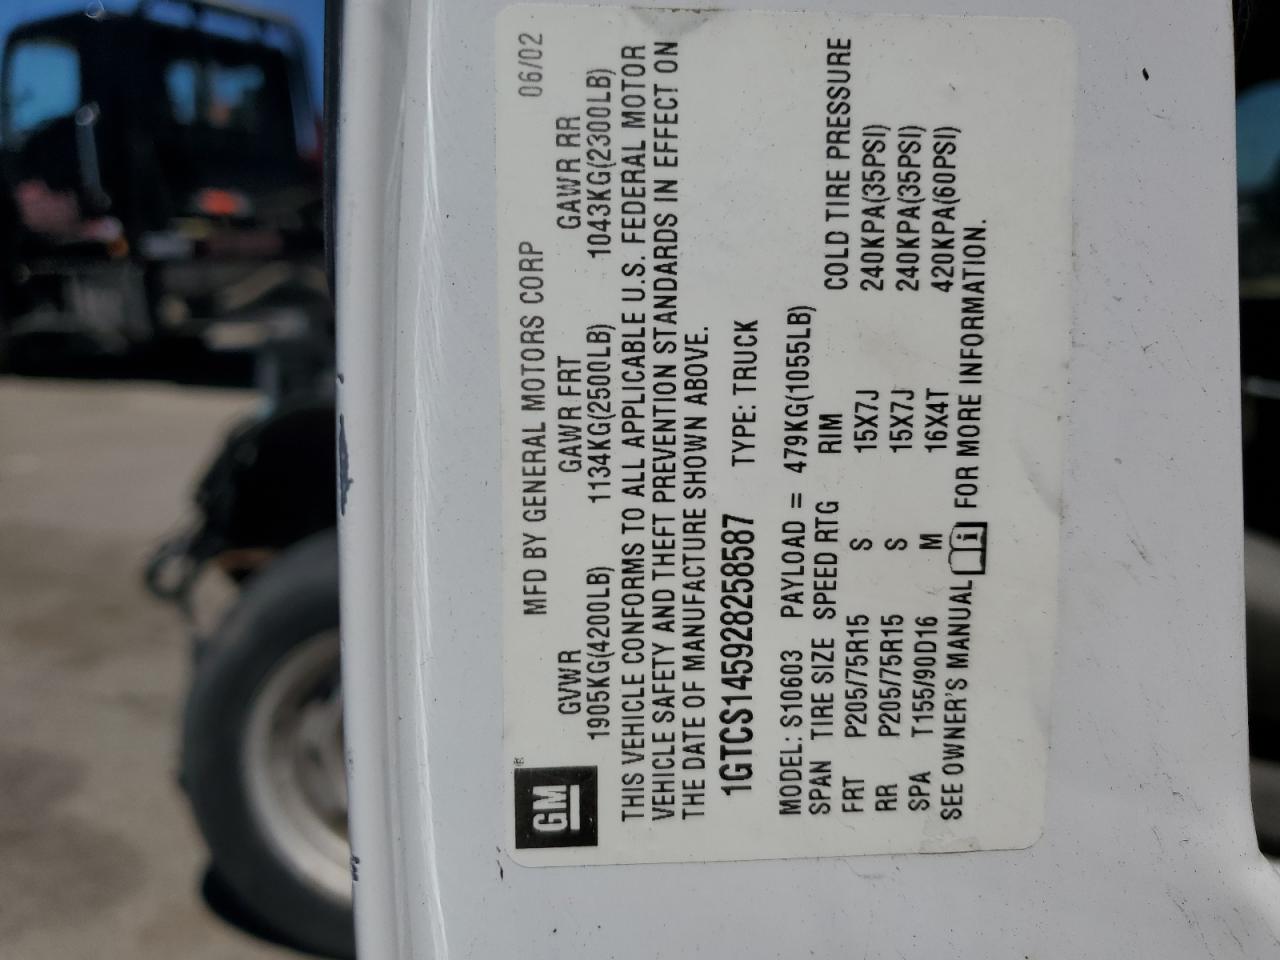 GM®
MFD BY GENERAL MOTORS CORP 06/02
GVWR GAWR FRT GAWR RR
1905KG(4200LB) 1134KG(2500LB) 1043KG(2300LB)
THIS VEHICLE CONFORMS TO ALL APPLICABLE U.S. FEDERAL MOTOR
VEHICLE SAFETY AND THEFT PREVENTION STANDARDS IN EFFECT ON
THE DATE OF MANUFACTURE SHOWN ABOVE.
1GTCS145928258587 TYPE: TRUCK
MODEL: S10603 PAYLOAD = 479KG(1055LB)
SPAN TIRE SIZE SPEED RTG RIM COLD TIRE PRESSURE
FRT P205/75R15 S 15X7J 240KPA(35PSI)
RR P205/75R15 S 15X7J 240KPA(35PSI)
SPA T155/90D16 M 16X4T 420KPA(60PSI)
SEE OWNER'S MANUAL i FOR MORE INFORMATION.